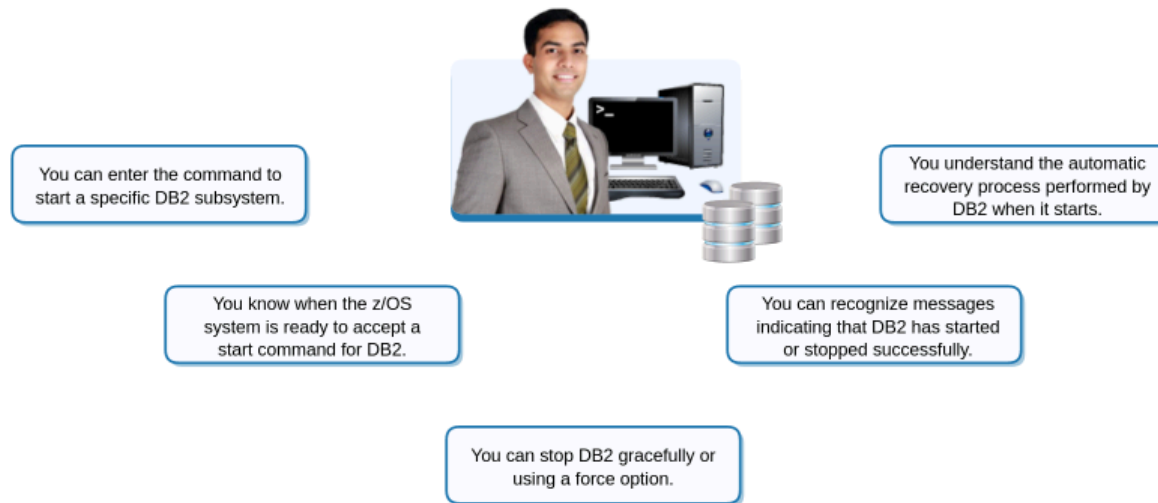 >_
You can enter the command to
start a specific DB2 subsystem.
You understand the automatic
recovery process performed by
DB2 when it starts.
You know when the z/OS
system is ready to accept a
start command for DB2.
You can recognize messages
indicating that DB2 has started
or stopped successfully.
You can stop DB2 gracefully or
using a force option.